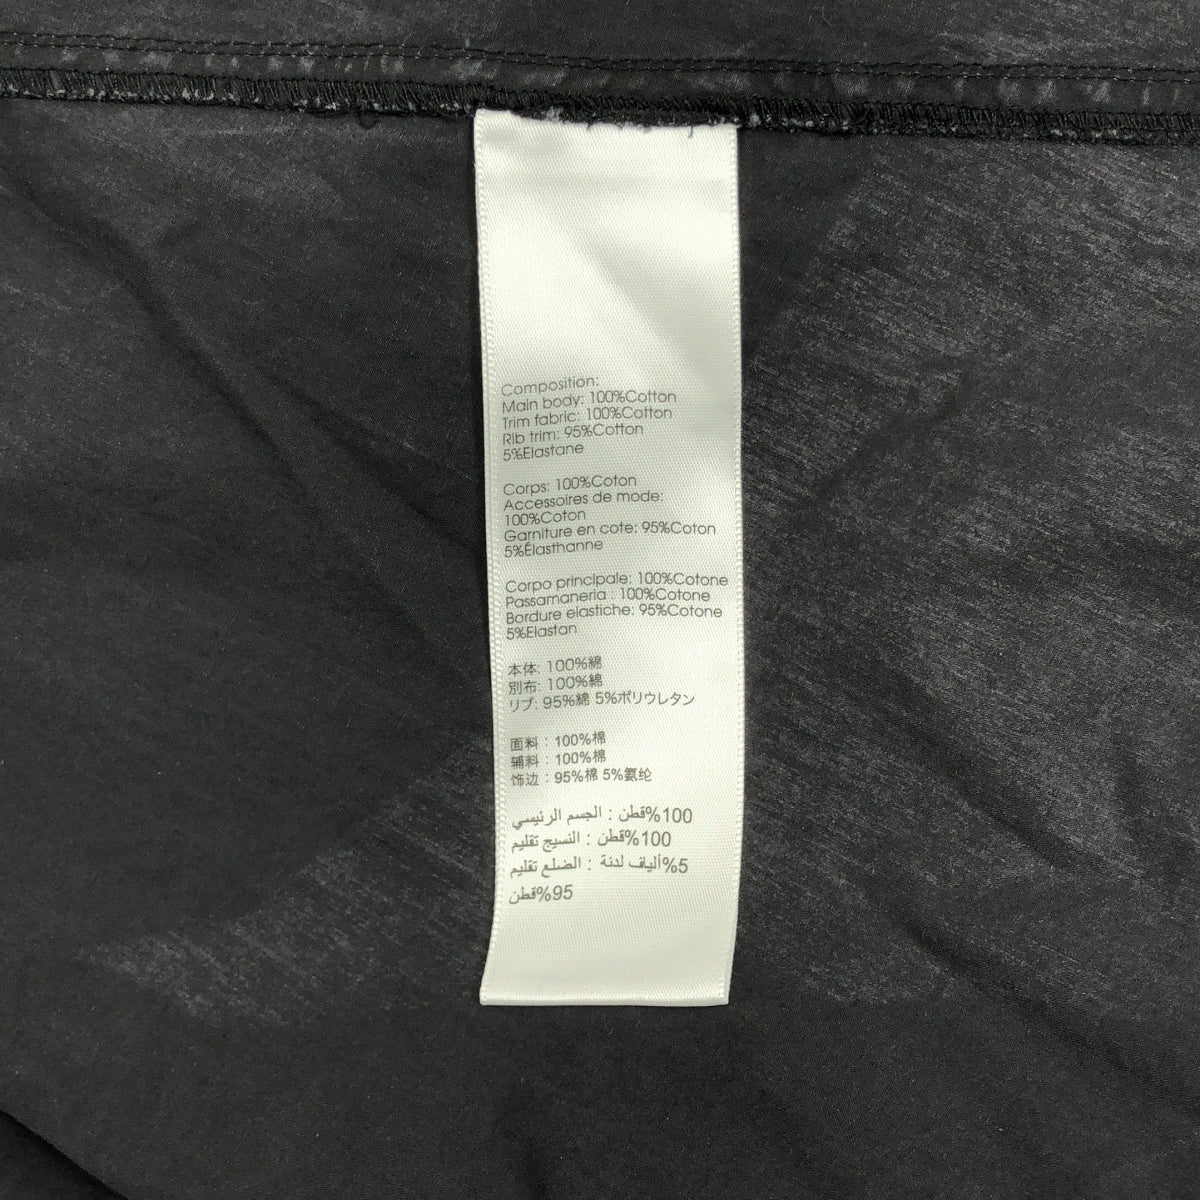 Composition:
Main body: 100%Cotton
Trim fabric: 100%Cotton
Rib trim: 95%Cotton
5%Elastane
Corps: 100%Coton
Accessoires de mode:
100%Coton
Garniture en cote: 95%Coton
5%Élasthanne
Corpo principale: 100%Cotone
Passamaneria : 100%Cotone
Bordure elastiche: 95%Cotone
5%Elastan
本体: 100%綿
別布: 100%綿
リブ: 95%綿 5%ポリウレタン
面料 : 100%棉
辅料 : 100%棉
饰边 : 95%棉 5%氨纶
100%قطن : الجسم الرئيسي
100%قطن : النسيج تقليم
5%ألياف لدنة : الضلع تقليم
95%قطن